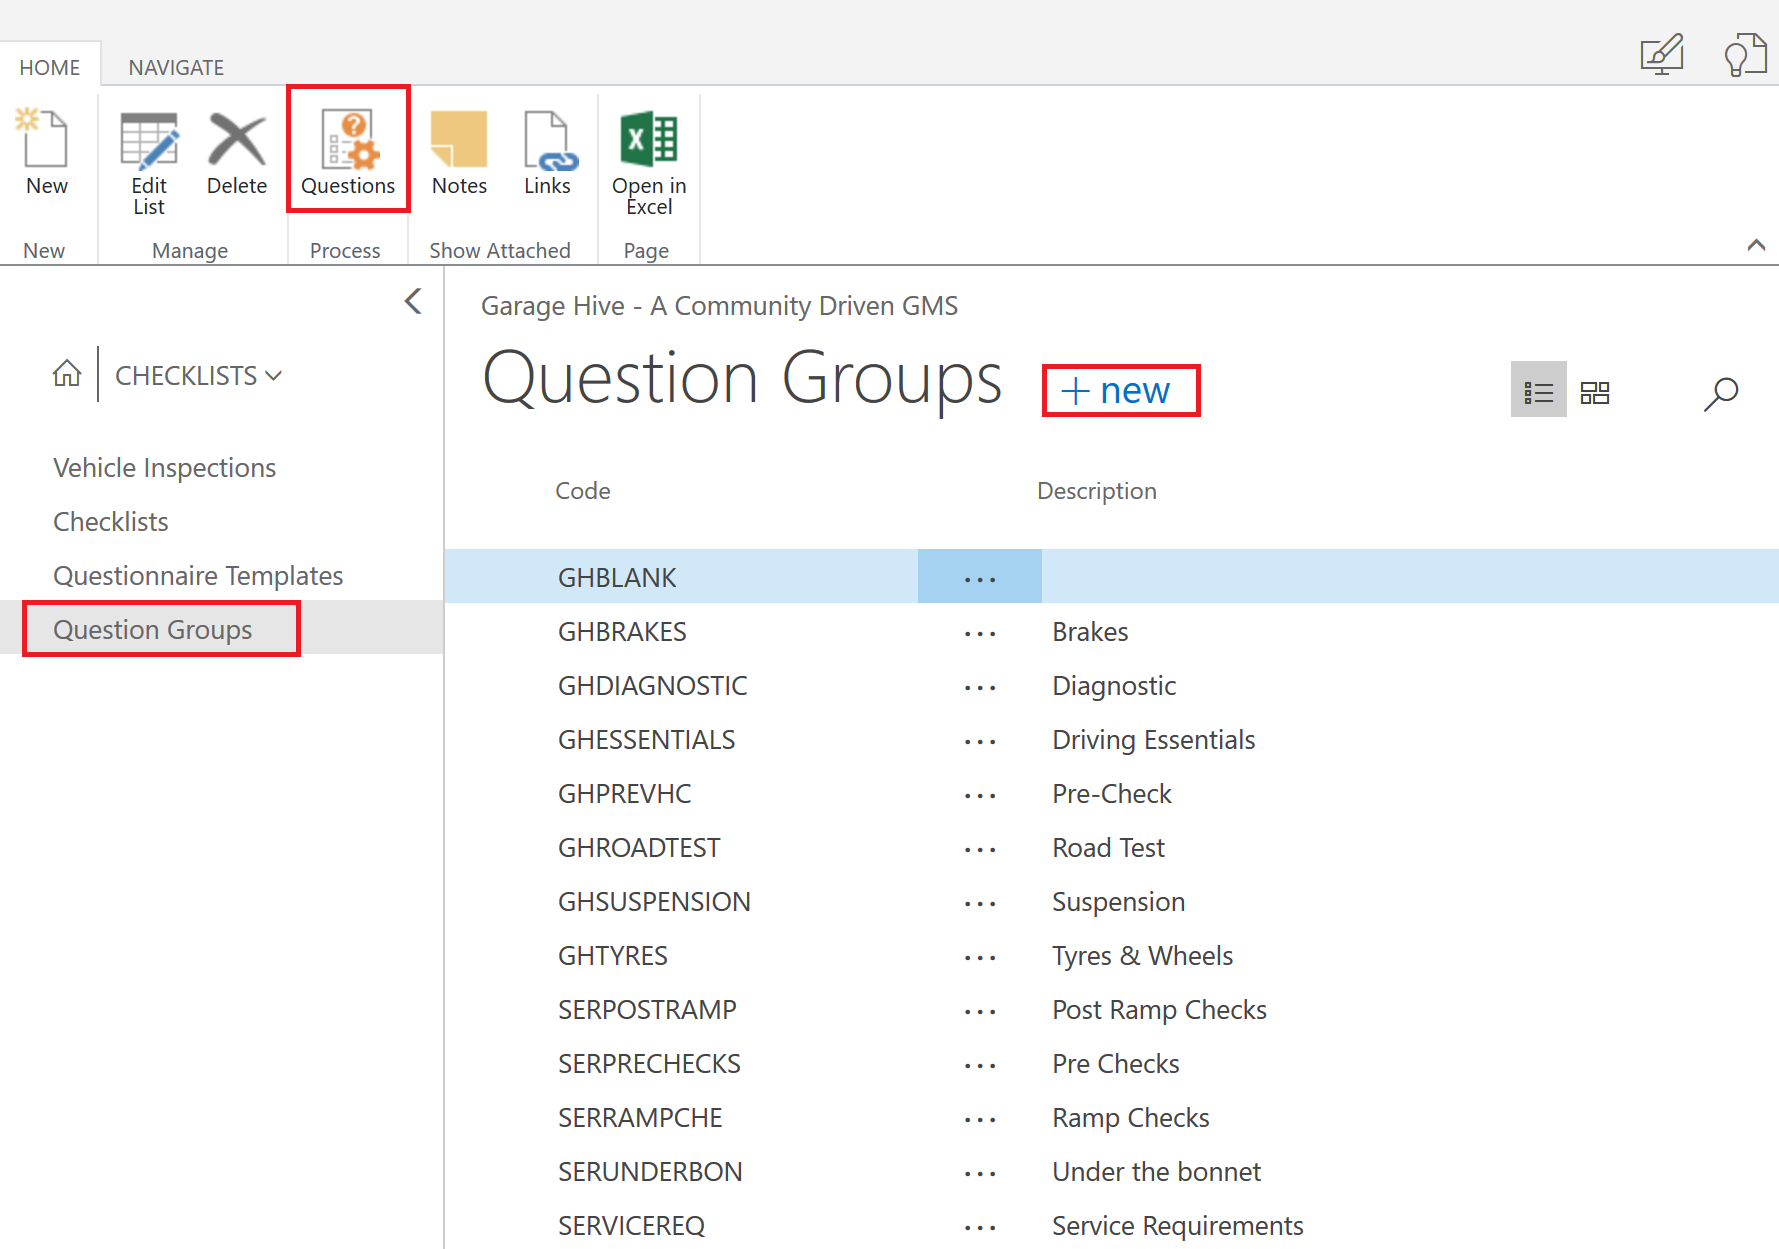 HOME NAVIGATE
New
Edit List
Delete
Questions
Notes
Links
Open in Excel
New Manage Process Show Attached Page
CHECKLISTS
Vehicle Inspections
Checklists
Questionnaire Templates
Question Groups
Garage Hive - A Community Driven GMS
Question Groups + new
Code Description
GHBLANK ...
GHBRAKES ... Brakes
GHDIAGNOSTIC ... Diagnostic
GHESSENTIALS ... Driving Essentials
GHPREVHC ... Pre-Check
GHROADTEST ... Road Test
GHSUSPENSION ... Suspension
GHTYRES ... Tyres & Wheels
SERPOSTRAMP ... Post Ramp Checks
SERPRECHECKS ... Pre Checks
SERRAMPCHE ... Ramp Checks
SERUNDERBON ... Under the bonnet
SERVICEREQ ... Service Requirements